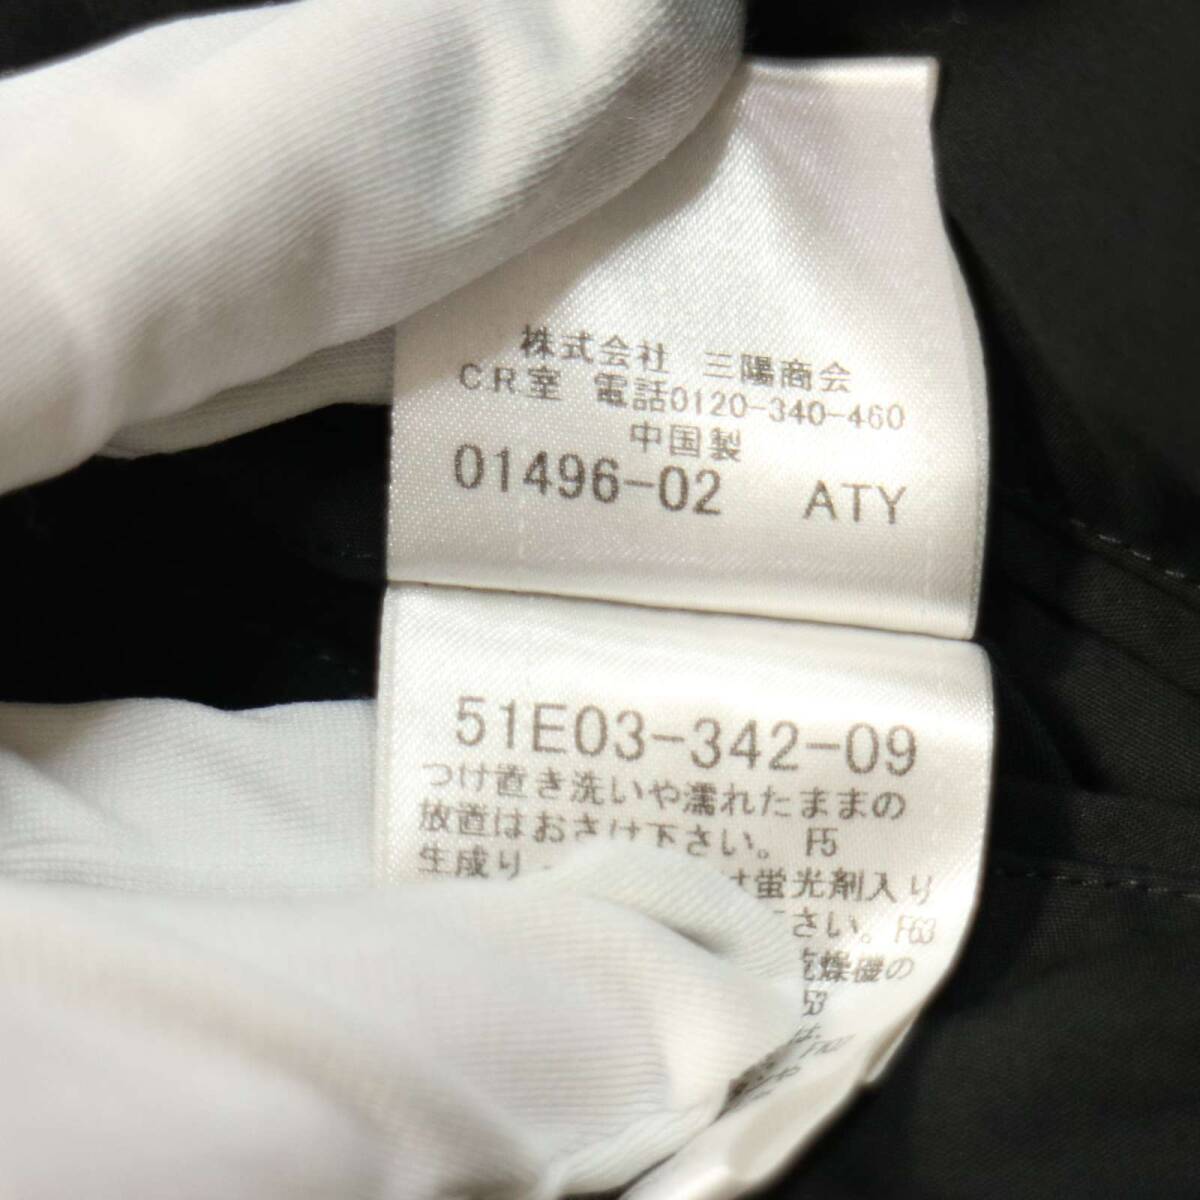 株式会社 三陽商会
CR室 電話0120-340-460
中国製
01496-02 ATY
51E03-342-09
つけ置き洗いや濡れたままの
放置はおさけ下さい。 F5
生成り は蛍光剤入り
さい。 F63
乾燥機の
53
は、